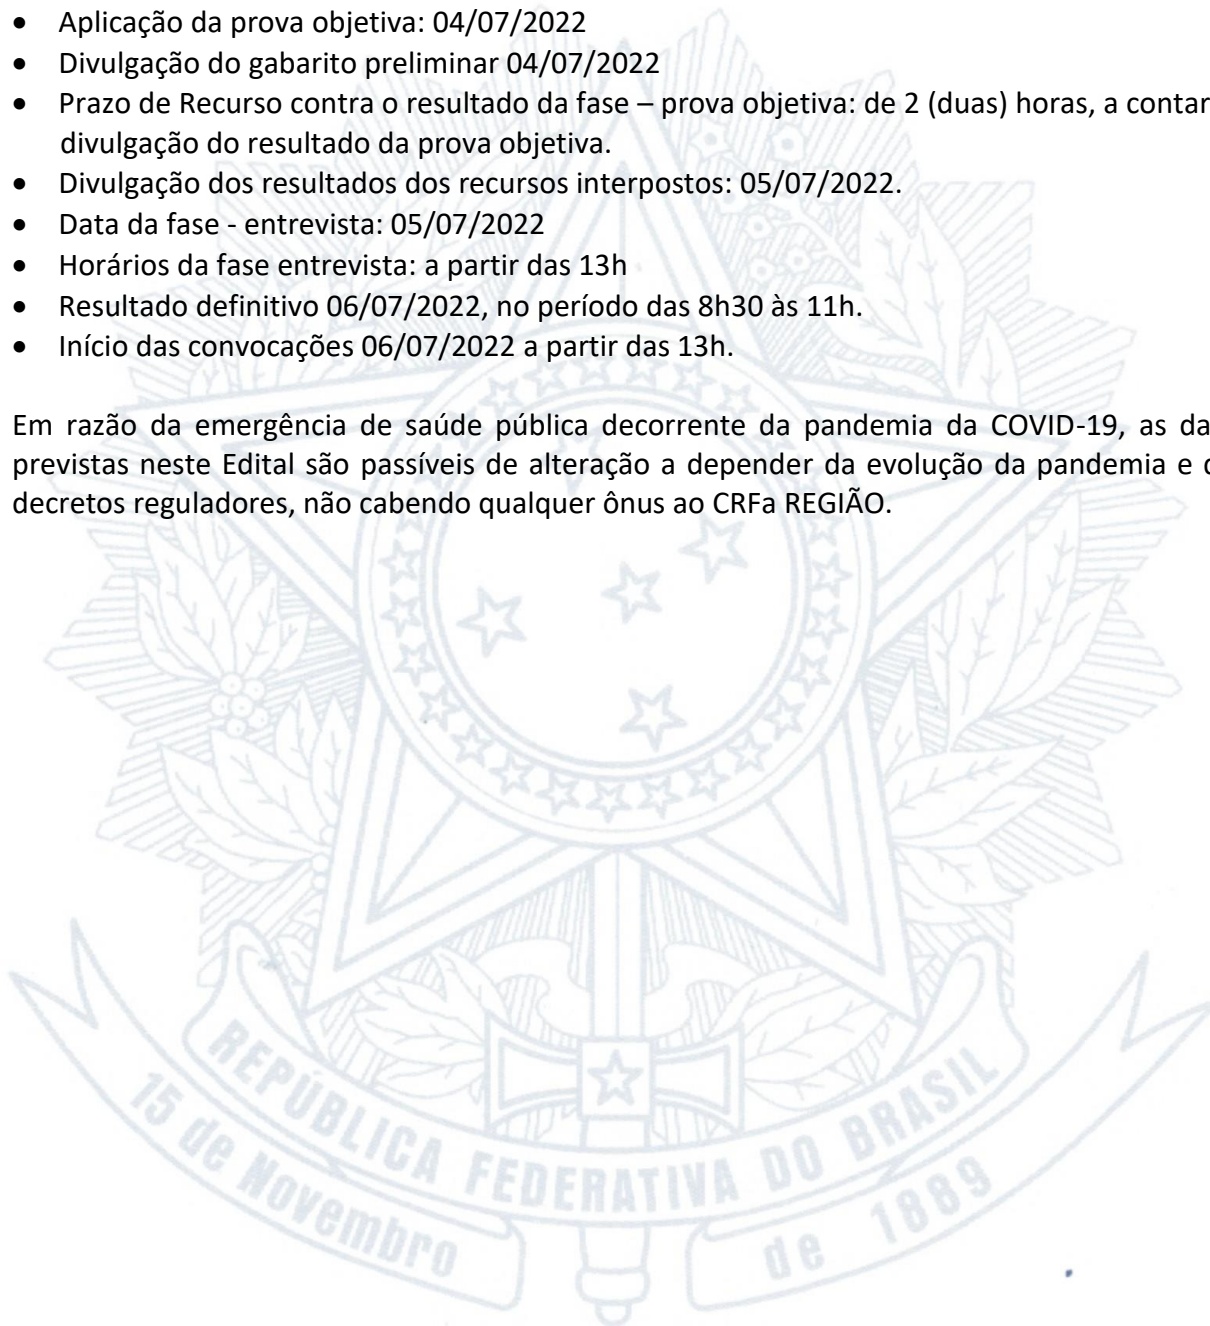 • Aplicação da prova objetiva: 04/07/2022
• Divulgação do gabarito preliminar 04/07/2022
• Prazo de Recurso contra o resultado da fase – prova objetiva: de 2 (duas) horas, a contar
divulgação do resultado da prova objetiva.
• Divulgação dos resultados dos recursos interpostos: 05/07/2022.
• Data da fase - entrevista: 05/07/2022
• Horários da fase entrevista: a partir das 13h
• Resultado definitivo 06/07/2022, no período das 8h30 às 11h.
• Início das convocações 06/07/2022 a partir das 13h.
Em razão da emergência de saúde pública decorrente da pandemia da COVID-19, as da
previstas neste Edital são passíveis de alteração a depender da evolução da pandemia e
decretos reguladores, não cabendo qualquer ônus ao CRFa REGIÃO.
REPÚBLICA FEDERATIVA DO BRASIL
15 de Novembro de 1889